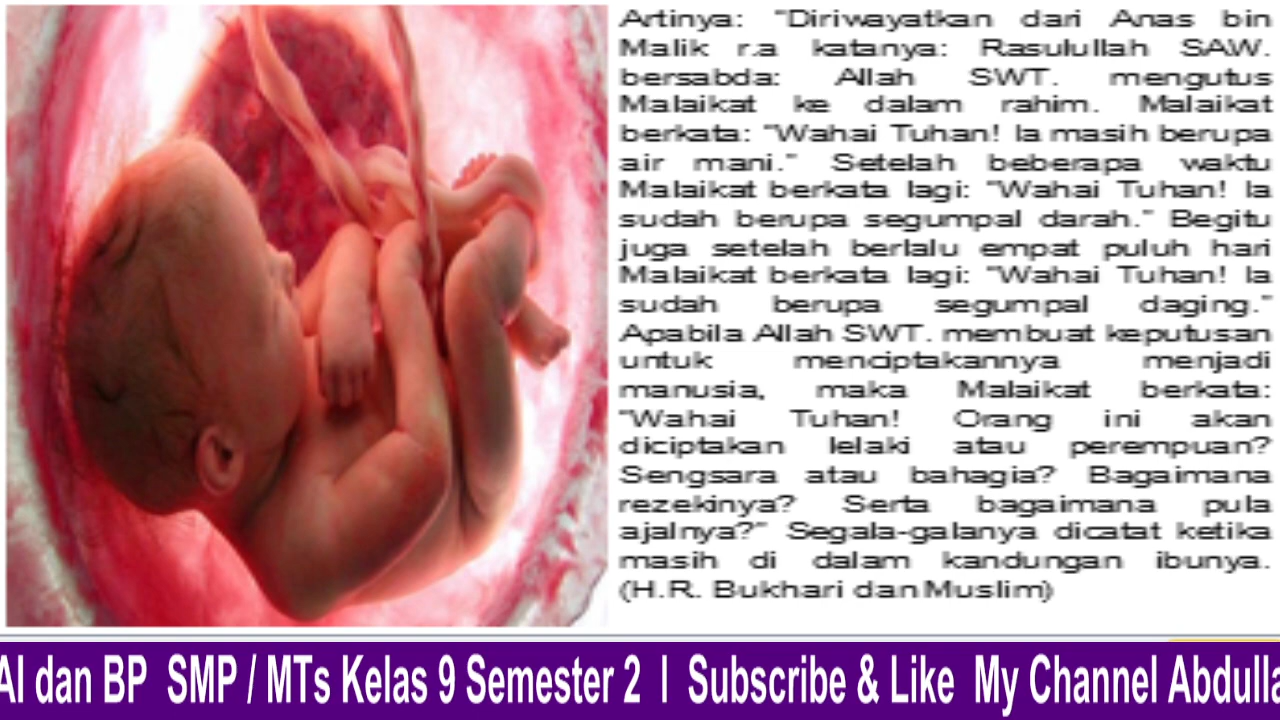 Artinya: "Diriwayatkan dari Anas bin
Malik r.a katanya: Rasulullah SAW.
bersabda: Allah SWT. mengutus
Malaikat ke dalam rahim. Malaikat
berkata: "Wahai Tuhan! Ia masih berupa
air mani." Setelah beberapa waktu
Malaikat berkata lagi: "Wahai Tuhan! Ia
sudah berupa segumpal darah." Begitu
juga setelah berlalu empat puluh hari
Malaikat berkata lagi: "Wahai Tuhan! Ia
sudah berupa segumpal daging."
Apabila Allah SWT. membuat keputusan
untuk menciptakannya menjadi
manusia, maka Malaikat berkata:
"Wahai Tuhan! Orang ini akan
diciptakan lelaki atau perempuan?
Sengsara atau bahagia? Bagaimana
rezekinya? Serta bagaimana pula
ajalnya?" Segala-galanya dicatat ketika
masih di dalam kandungan ibunya.
(H.R. Bukhari dan Muslim)
AI dan BP SMP / MTs Kelas 9 Semester 2 I Subscribe & Like My Channel Abdulla